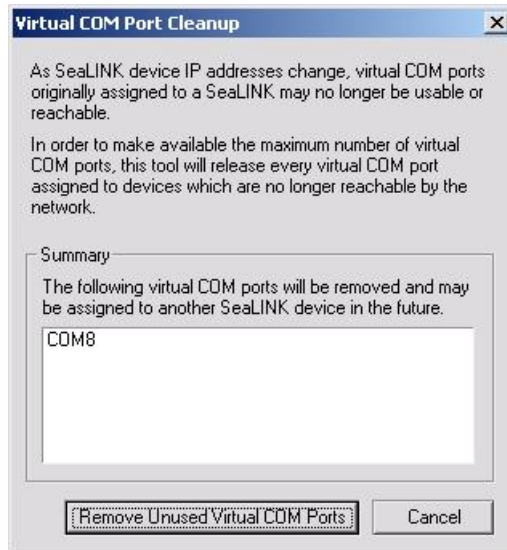 Virtual COM Port Cleanup
As SeaLINK device IP addresses change, virtual COM ports
originally assigned to a SeaLINK may no longer be usable or
reachable.
In order to make available the maximum number of virtual
COM ports, this tool will release every virtual COM port
assigned to devices which are no longer reachable by the
network.
Summary
The following virtual COM ports will be removed and may
be assigned to another SeaLINK device in the future.
COM8
Remove Unused Virtual COM Ports
Cancel